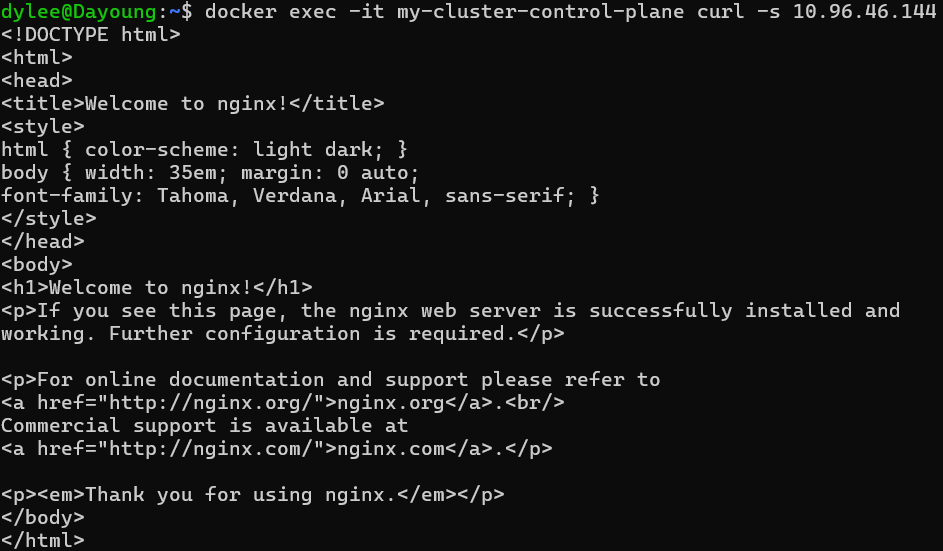 dylee@Dayoung:~$ docker exec -it my-cluster-control-plane curl -s 10.96.46.144
<!DOCTYPE html>
<html>
<head>
<title>Welcome to nginx!</title>
<style>
html { color-scheme: light dark; }
body { width: 35em; margin: 0 auto;
font-family: Tahoma, Verdana, Arial, sans-serif; }
</style>
</head>
<body>
<h1>Welcome to nginx!</h1>
<p>If you see this page, the nginx web server is successfully installed and
working. Further configuration is required.</p>

<p>For online documentation and support please refer to
<a href="http://nginx.org/">nginx.org</a>.<br/>
Commercial support is available at
<a href="http://nginx.com/">nginx.com</a>.</p>

<p><em>Thank you for using nginx.</em></p>
</body>
</html>